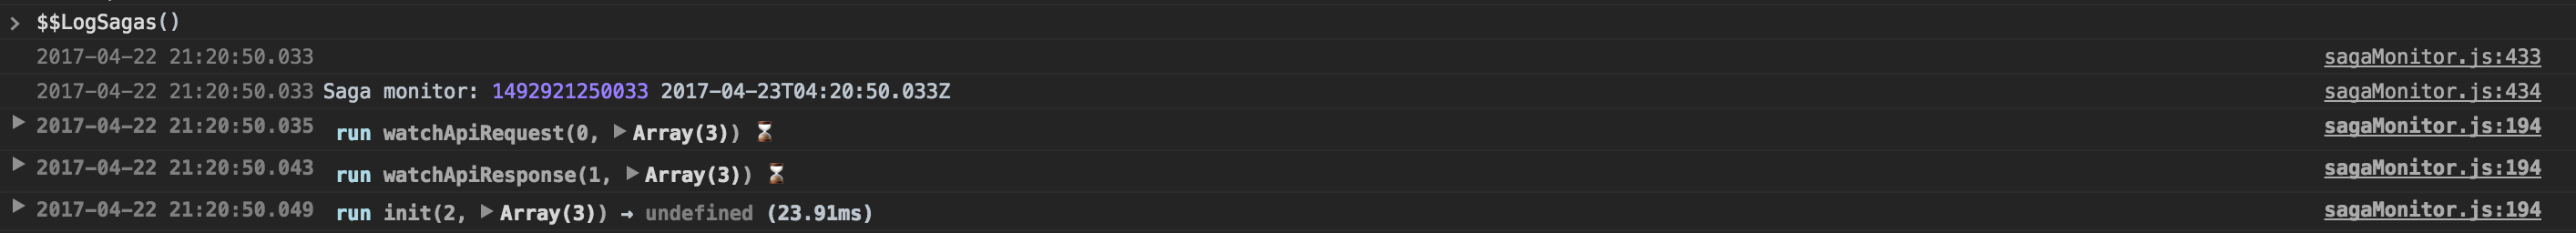 > $$LogSagas()
2017-04-22 21:20:50.033 sagaMonitor.js:433
2017-04-22 21:20:50.033 Saga monitor: 1492921250033 2017-04-23T04:20:50.033Z sagaMonitor.js:434
▶ 2017-04-22 21:20:50.035 run watchApiRequest(0, ▶Array(3)) ⌛ sagaMonitor.js:194
▶ 2017-04-22 21:20:50.043 run watchApiResponse(1, ▶Array(3)) ⌛ sagaMonitor.js:194
▶ 2017-04-22 21:20:50.049 run init(2, ▶Array(3)) → undefined (23.91ms) sagaMonitor.js:194